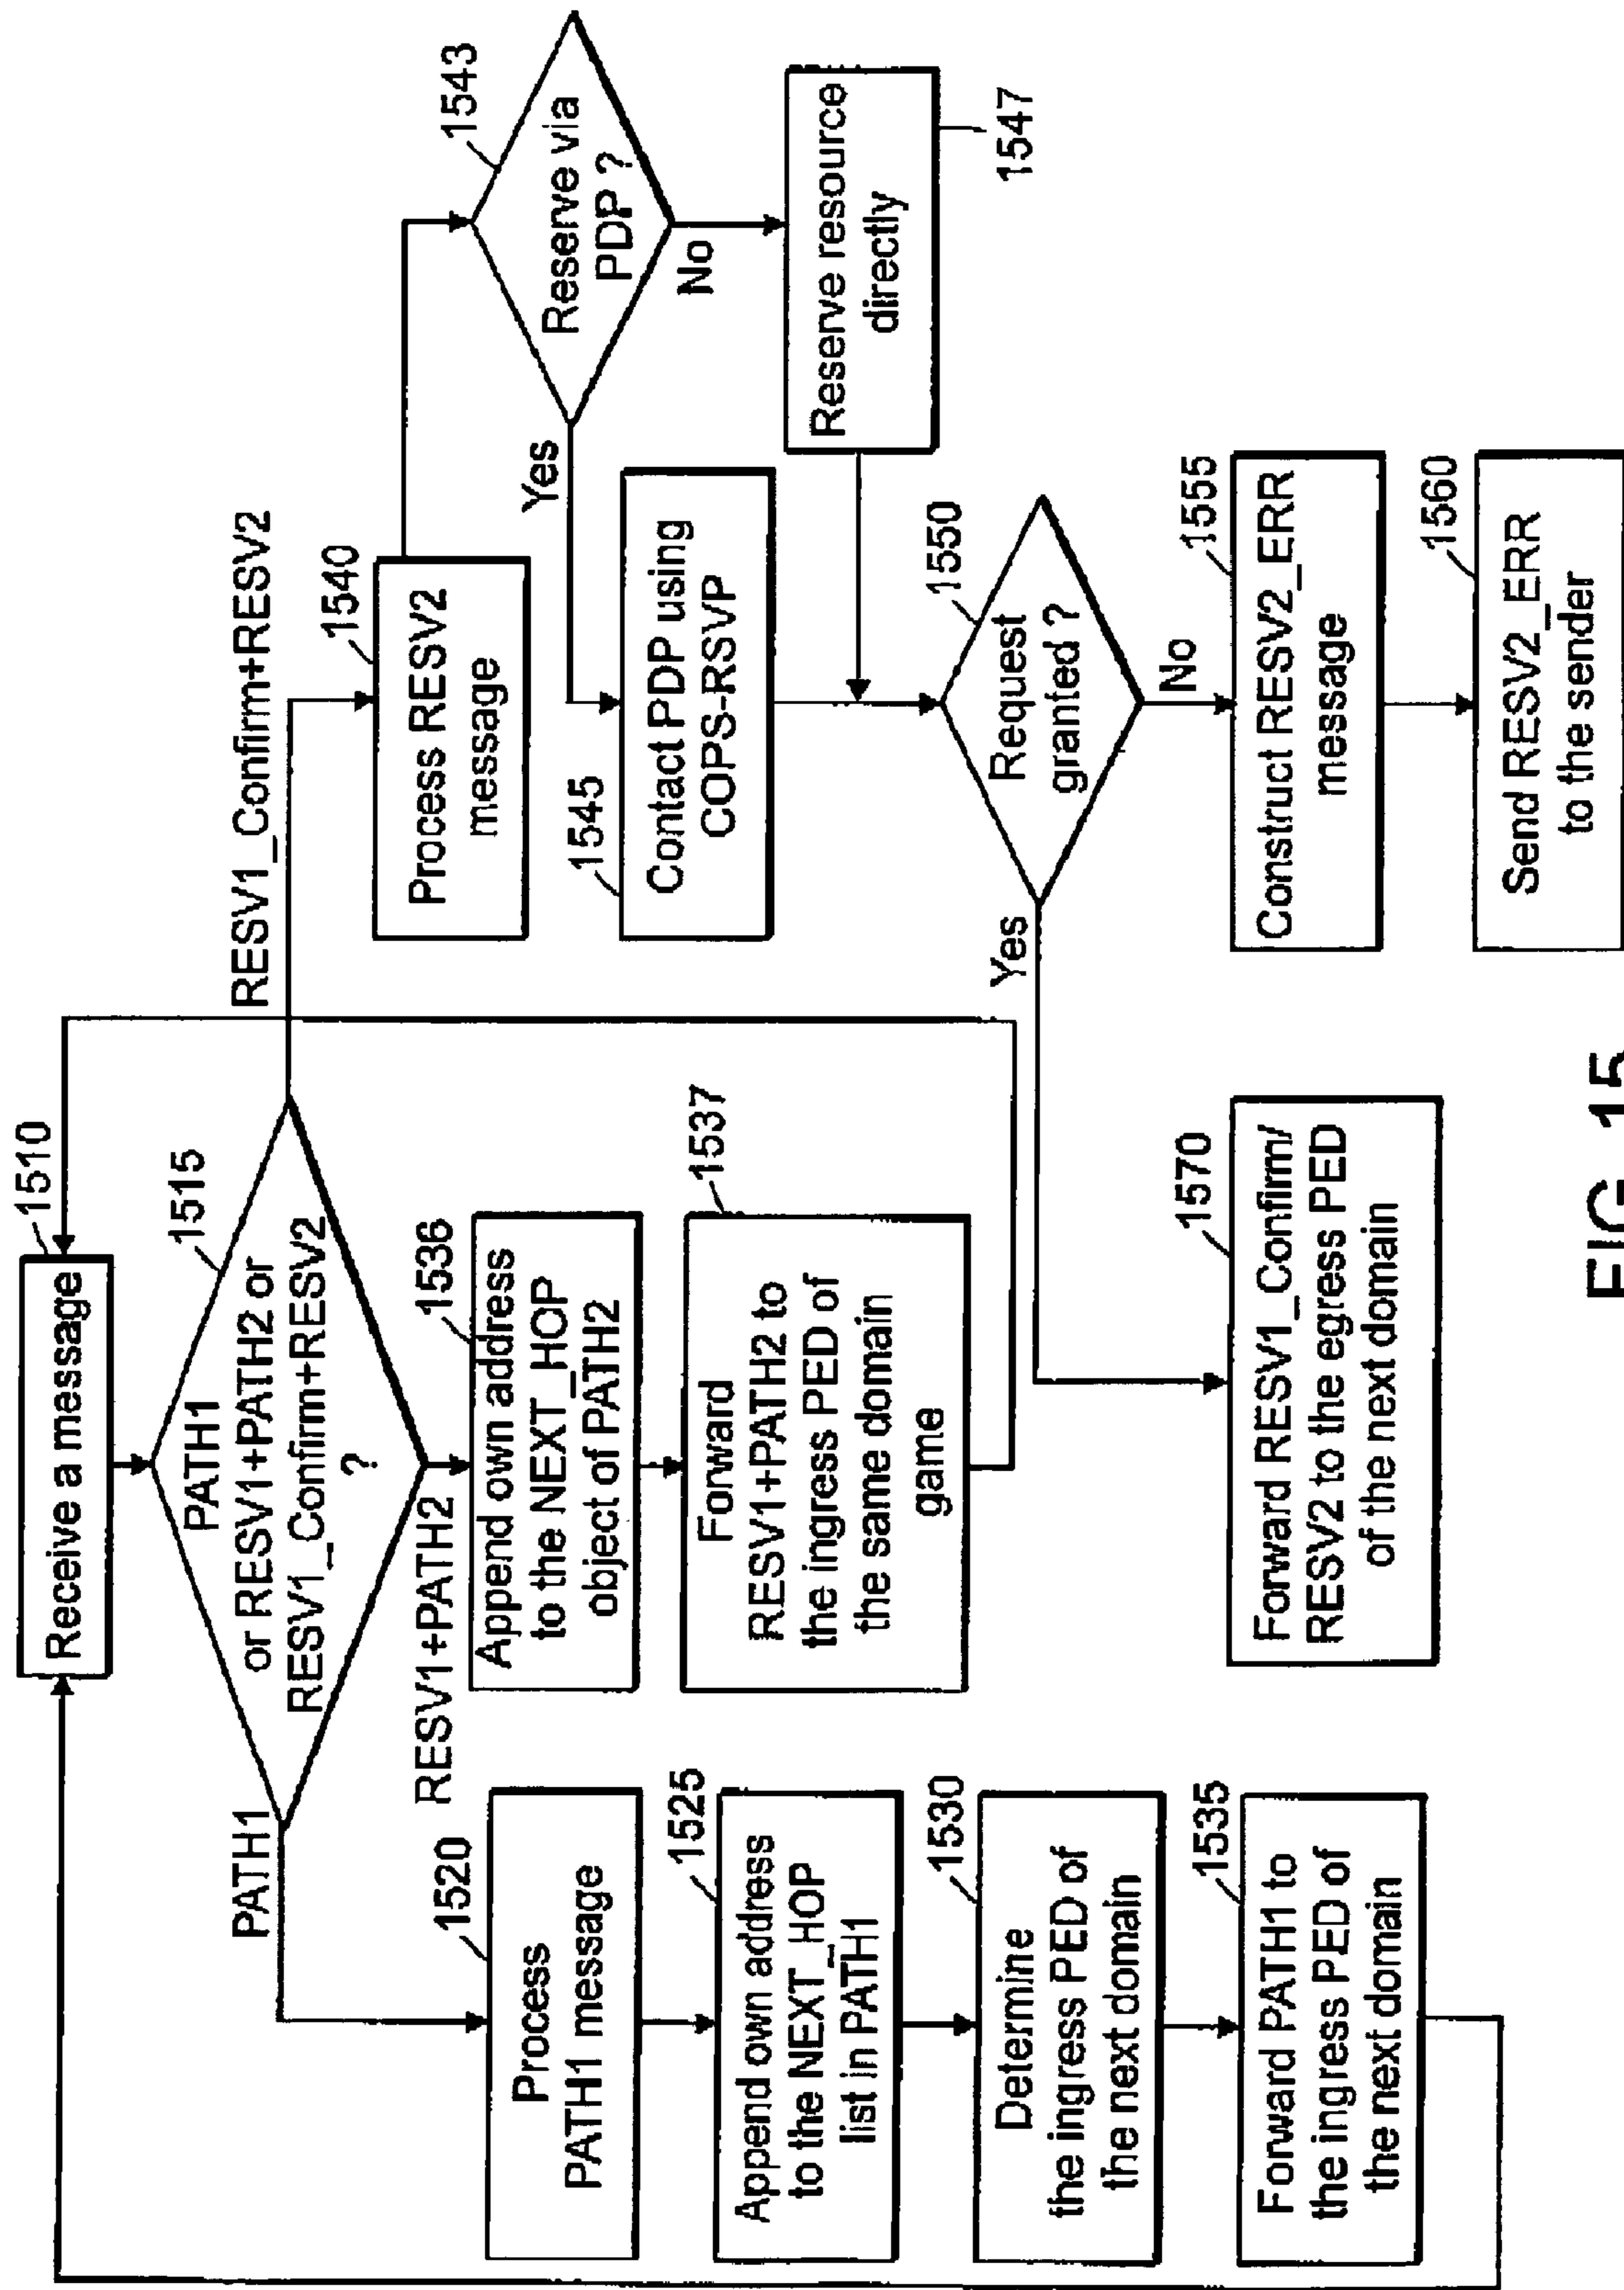 1510
Receive a message
1515
PATH1
or RESV1+PATH2 or
RESV1_Confirm+RESV2
?
PATH1
RESV1+PATH2
RESV1_Confirm+RESV2
1520
Process
PATH1 message
1525
Append own address
to the NEXT_HOP
list in PATH1
1530
Determine
the ingress PED of
the next domain
1535
Forward PATH1 to
the ingress PED of
the next domain
1536
Append own address
to the NEXT_HOP
object of PATH2
1537
Forward
RESV1+PATH2 to
the ingress PED of
the same domain
game
1540
Process RESV2
message
1543
Reserve via
PDP ?
Yes
No
1545
Contact PDP using
COPS-RSVP
Reserve resource
directly
1547
1550
Request
granted ?
Yes
No
1555
Construct RESV2_ERR
message
1560
Send RESV2_ERR
to the sender
1570
Forward RESV1_Confirm/
RESV2 to the egress PED
of the next domain
FIG. 15